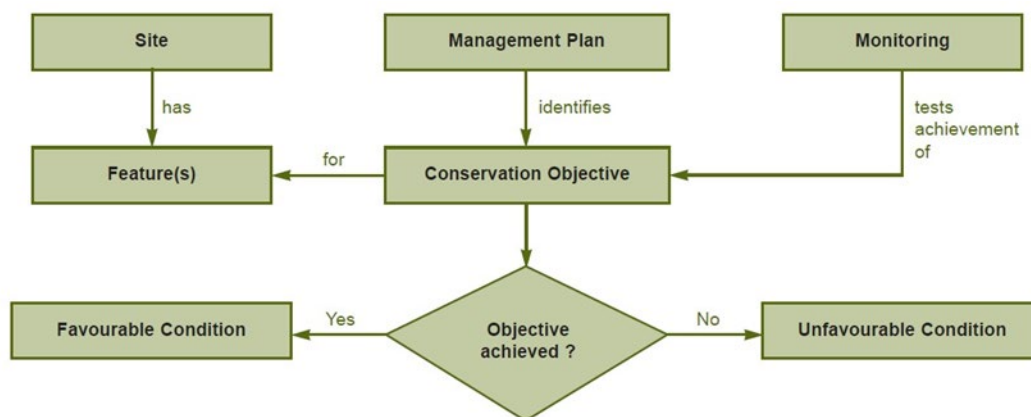 Site
Management Plan
Monitoring
has
identifies
tests
achievement
of
Feature(s)
for
Conservation Objective
Favourable Condition
Yes
Objective
achieved ?
No
Unfavourable Condition